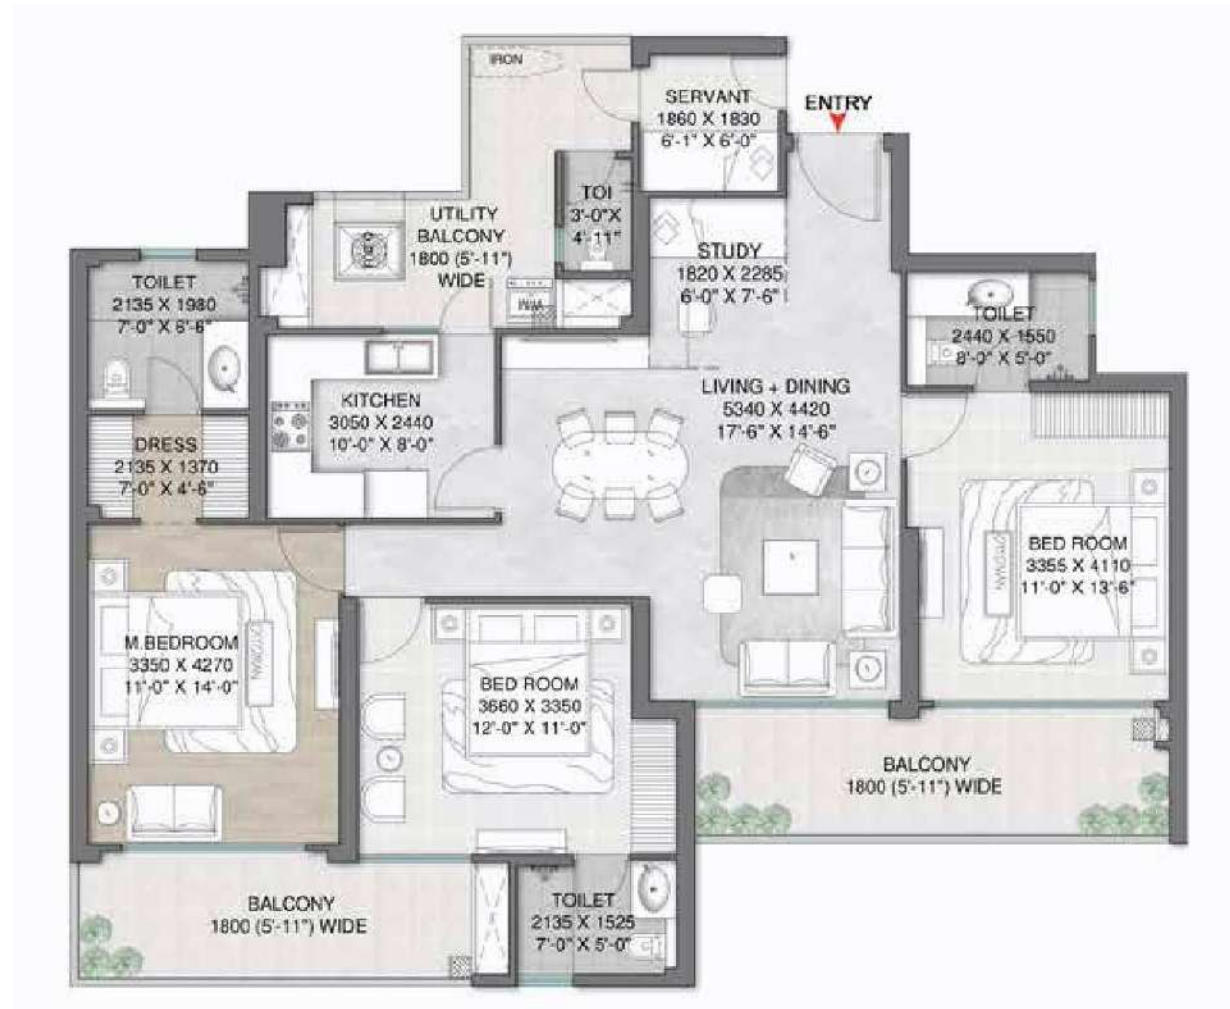 IRON
SERVANT
1860 X 1830
6'-1" X 6'-0"
ENTRY
TOI
3'-0"X
4'-11"
UTILITY
BALCONY
1800 (5'-11")
WIDE
W/M
STUDY
1820 X 2285
6'-0" X 7'-6"
TOILET
2135 X 1980
7'-0" X 6'-6"
TOILET
2440 X 1550
8'-0" X 5'-0"
KITCHEN
3050 X 2440
10'-0" X 8'-0"
LIVING + DINING
5340 X 4420
17'-6" X 14'-6"
DRESS
2135 X 1370
7'-0" X 4'-6"
BED ROOM
3355 X 4110
11'-0" X 13'-6"
OTTOMAN
M.BEDROOM
3350 X 4270
11'-0" X 14'-0"
OTTOMAN
BED ROOM
3660 X 3350
12'-0" X 11'-0"
BALCONY
1800 (5'-11") WIDE
BALCONY
1800 (5'-11") WIDE
TOILET
2135 X 1525
7'-0" X 5'-0"